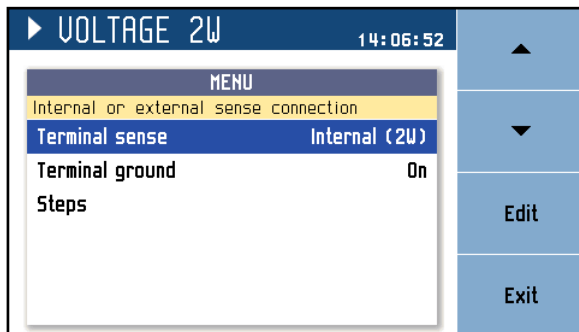 VOLTAGE 2W
14:06:52
MENU
Internal or external sense connection
Terminal sense Internal (2W)
Terminal ground On
Steps
Edit
Exit